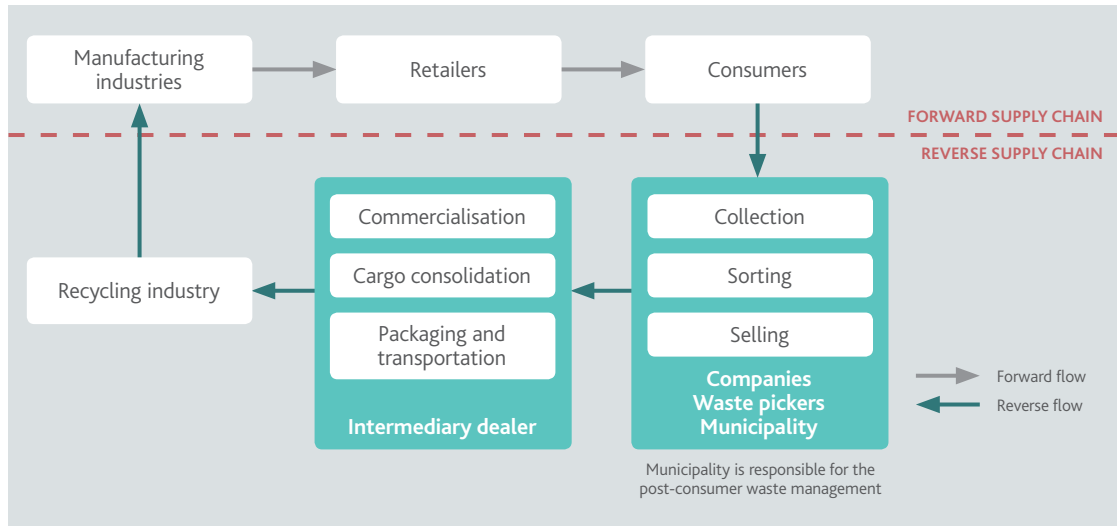 Manufacturing
industries
Retailers
Consumers
FORWARD SUPPLY CHAIN
REVERSE SUPPLY CHAIN
Recycling industry
Commercialisation
Cargo consolidation
Packaging and
transportation
Intermediary dealer
Collection
Sorting
Selling
Companies
Waste pickers
Municipality
Municipality is responsible for the
post-consumer waste management
Forward flow
Reverse flow